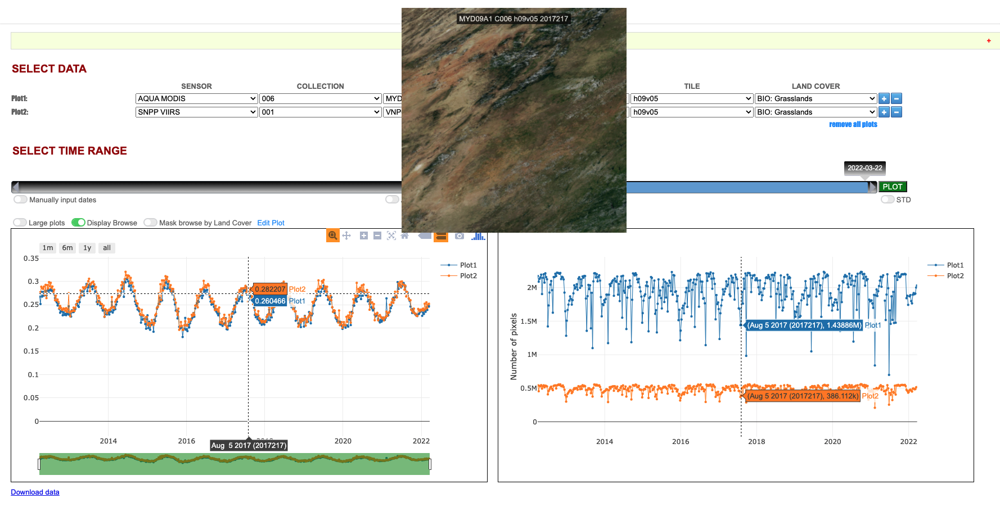 MYD09A1 C006 h09v05 2017217
+
SELECT DATA
SENSOR COLLECTION TILE LAND COVER
Plot1: AQUA MODIS 006 MYD h09v05 BIO: Grasslands + −
Plot2: SNPP VIIRS 001 VNP h09v05 BIO: Grasslands + −
remove all plots
SELECT TIME RANGE
2022-03-22
PLOT
Manually input dates STD
Large plots Display Browse Mask browse by Land Cover Edit Plot
1m 6m 1y all
0.35
0.3
0.25
0.2
0.15
0.1
0.05
0
Plot1
Plot2
0.282207 Plot2
0.260466 Plot1
2014 2016 2018 2020 2022
Aug 5 2017 (2017217)
Number of pixels
2M
1.5M
1M
0.5M
0
Plot1
Plot2
(Aug 5 2017 (2017217), 1.43886M) Plot1
(Aug 5 2017 (2017217), 386.112k) Plot2
2014 2016 2018 2020 2022
Download data